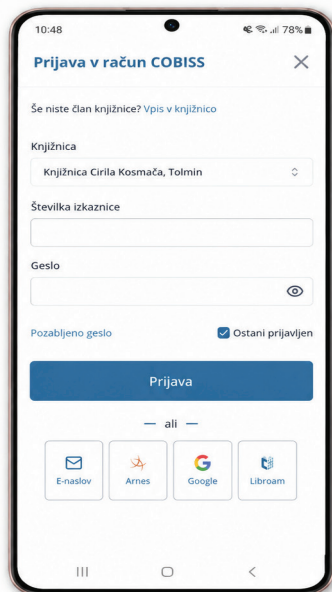 10:48
78%
Prijava v račun COBISS
Še niste član knjižnice? Vpis v knjižnico
Knjižnica
Knjižnica Cirila Kosmača, Tolmin
Številka izkaznice
Geslo
Pozabljeno geslo
Ostani prijavljen
Prijava
ali
E-naslov
Arnes
Google
Libroam